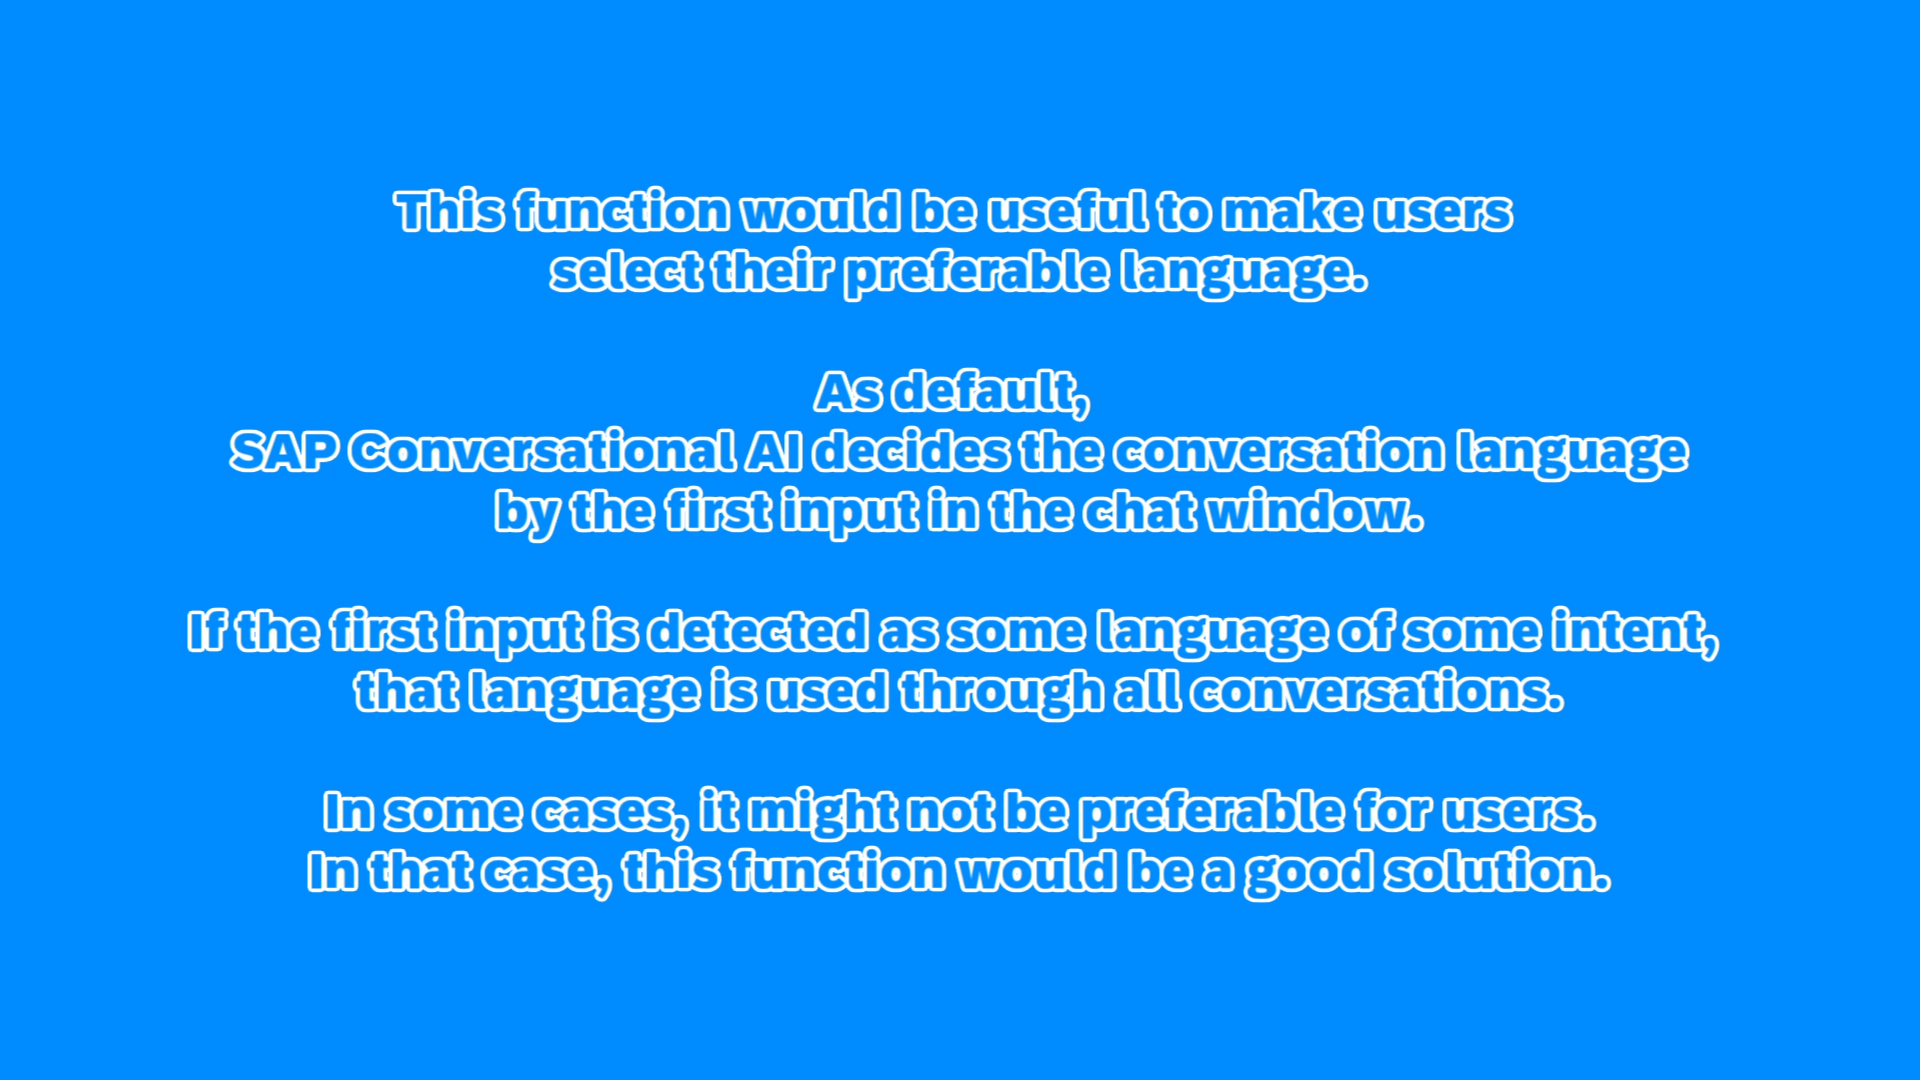 This function would be useful to make users
select their preferable language.
As default,
SAP Conversational AI decides the conversation language
by the first input in the chat window.
If the first input is detected as some language of some intent,
that language is used through all conversations.
In some cases, it might not be preferable for users.
In that case, this function would be a good solution.